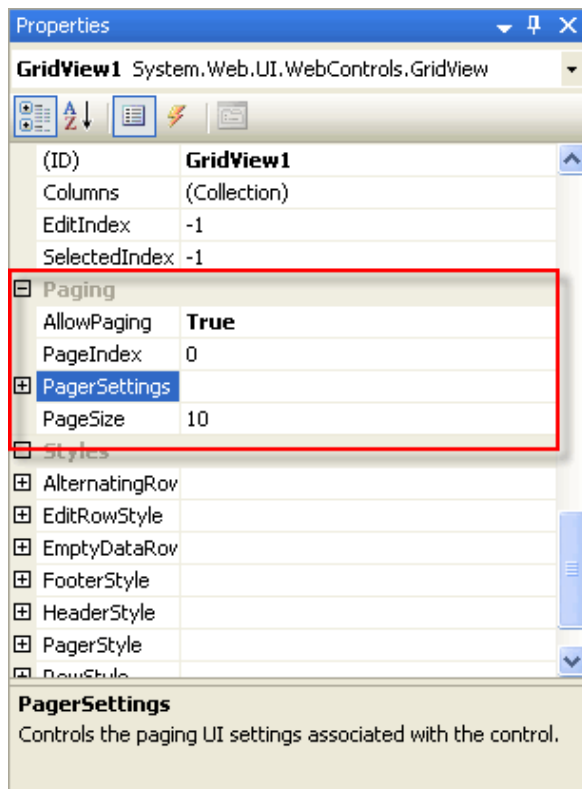 Properties
GridView1 System.Web.UI.WebControls.GridView
A
Z
(ID) GridView1
Columns (Collection)
EditIndex -1
SelectedIndex -1
Paging
AllowPaging True
PageIndex 0
PagerSettings
PageSize 10
Styles
AlternatingRov
EditRowStyle
EmptyDataRov
FooterStyle
HeaderStyle
PagerStyle
RowStyle
PagerSettings
Controls the paging UI settings associated with the control.